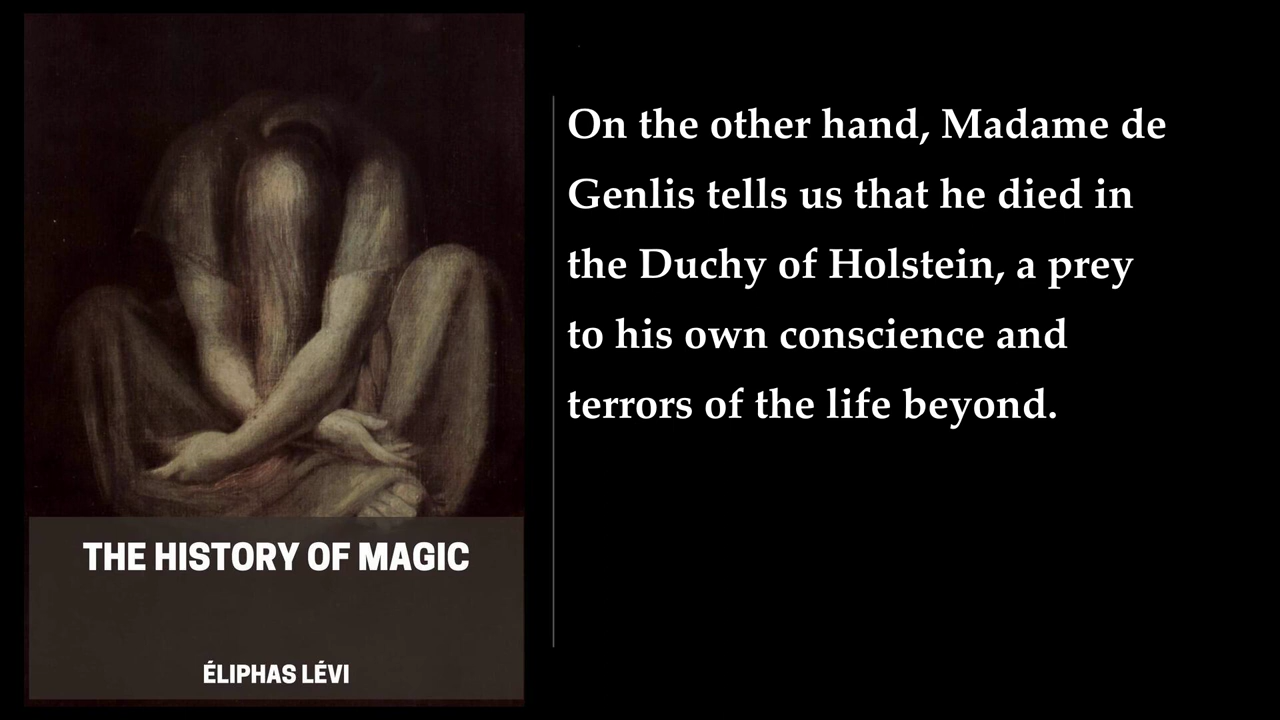 THE HISTORY OF MAGIC
ÉLIPHAS LÉVI
On the other hand, Madame de
Genlis tells us that he died in
the Duchy of Holstein, a prey
to his own conscience and
terrors of the life beyond.